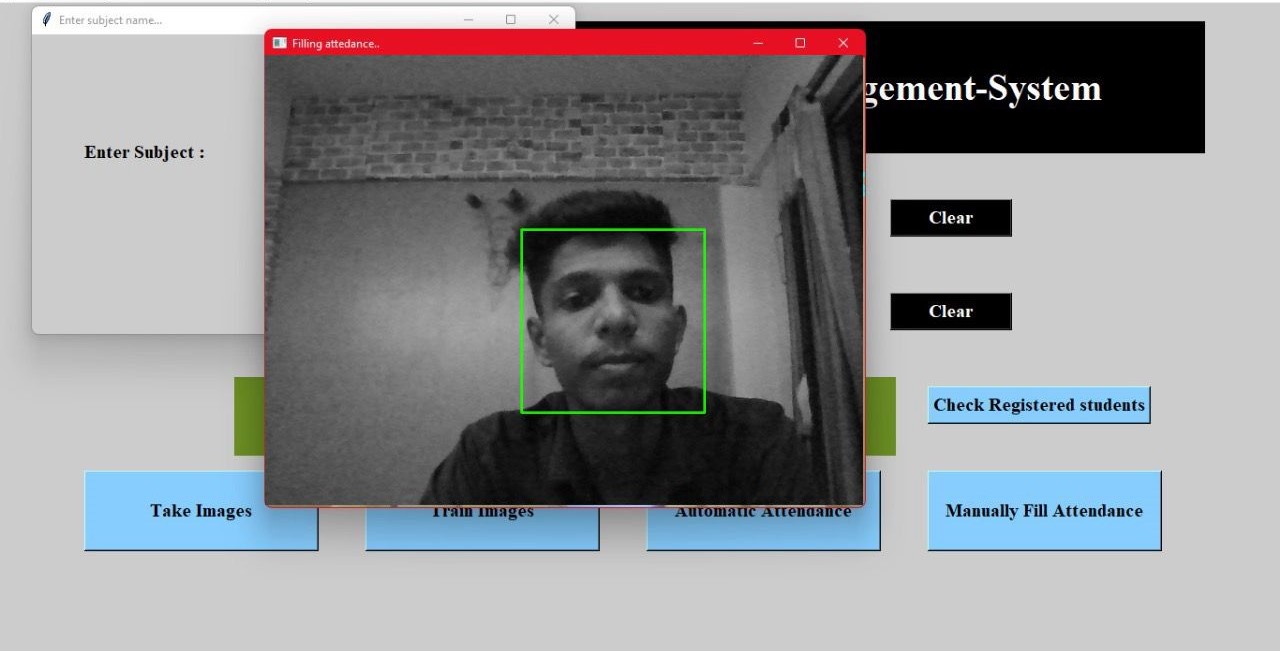 Enter subject name...
Filling attedance..
gement-System
Enter Subject :
Clear
Clear
Check Registered students
Take Images
Train Images
Automatic Attendance
Manually Fill Attendance